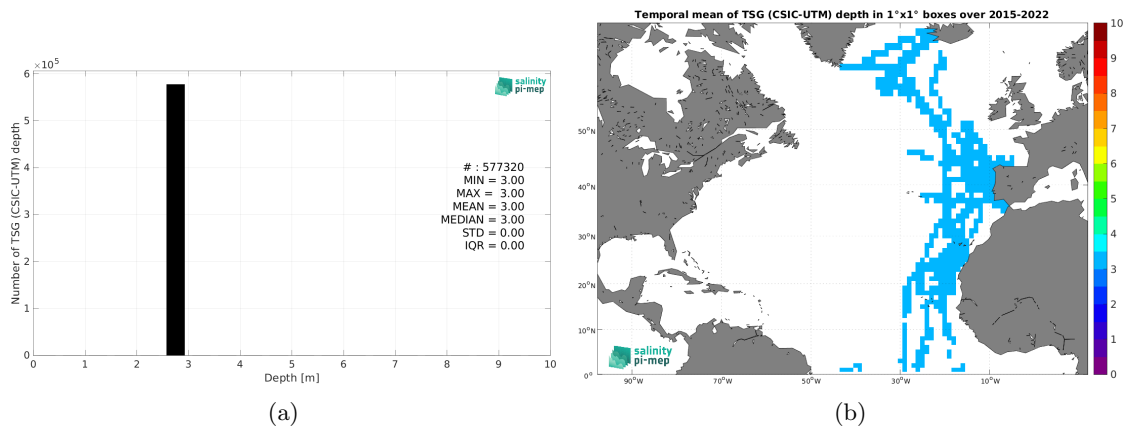 ×10⁵
6
5
4
3
2
1
0
Number of TSG (CSIC-UTM) depth
0 1 2 3 4 5 6 7 8 9 10
Depth [m]
salinity
pi-mep
# : 577320
MIN = 3.00
MAX = 3.00
MEAN = 3.00
MEDIAN = 3.00
STD = 0.00
IQR = 0.00
(a)
Temporal mean of TSG (CSIC-UTM) depth in 1°x1° boxes over 2015-2022
50°N
40°N
30°N
20°N
10°N
0°
90°W 70°W 50°W 30°W 10°W
salinity
pi-mep
10
9
8
7
6
5
4
3
2
1
0
(b)